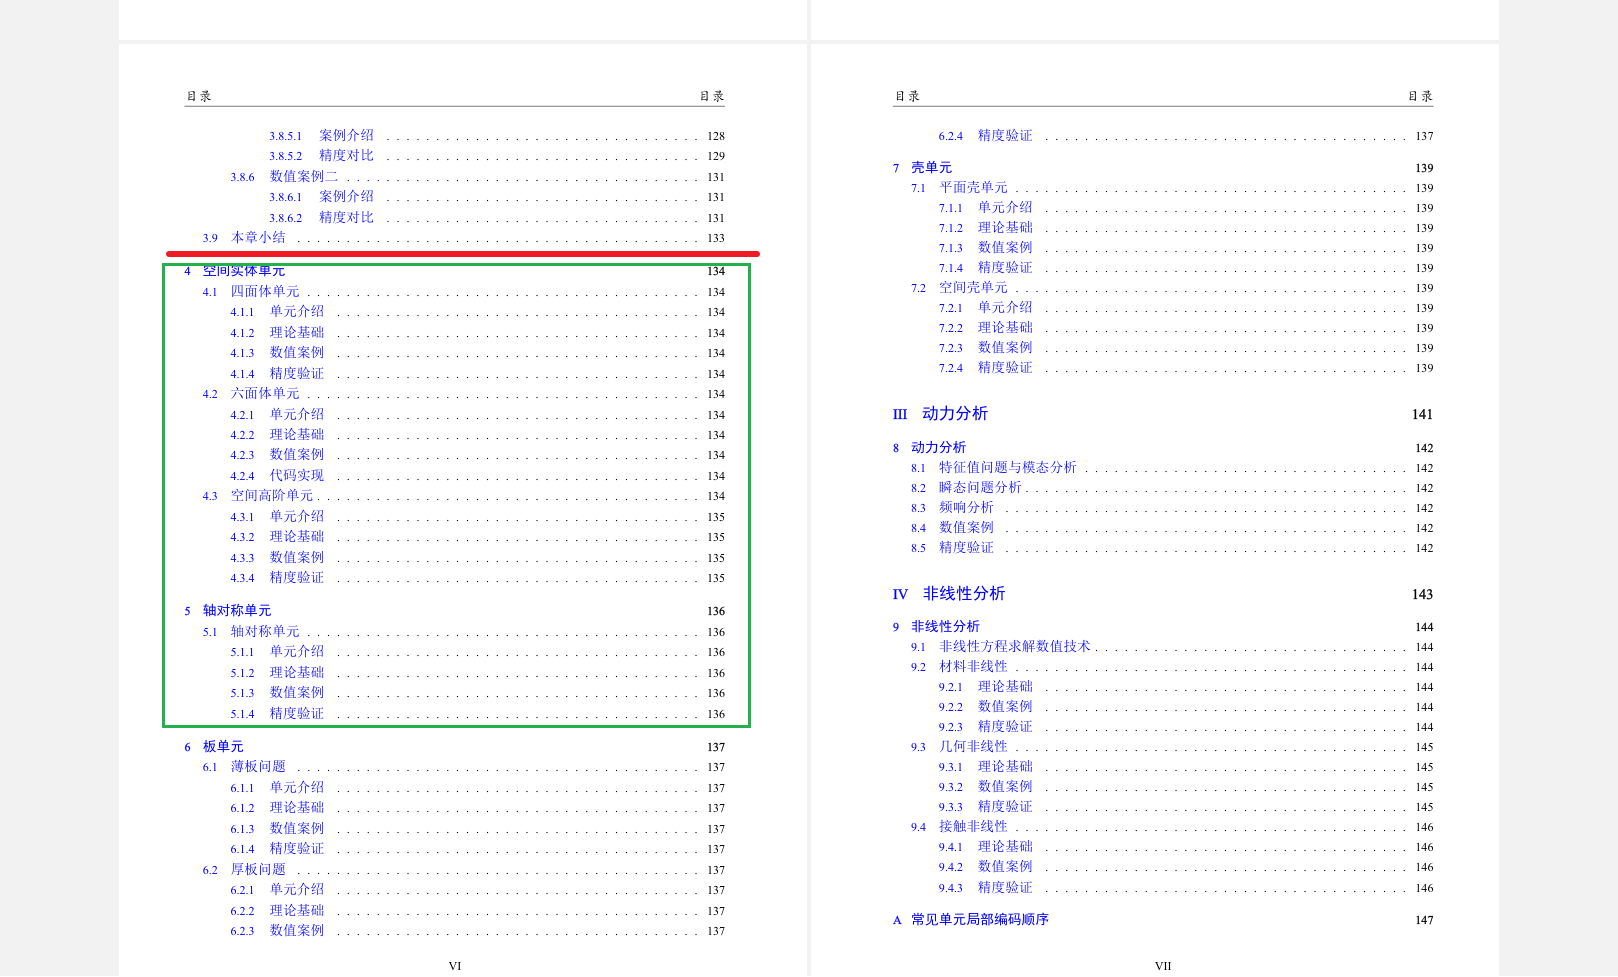 目录 目录
3.8.5.1 案例介绍 128
3.8.5.2 精度对比 129
3.8.6 数值案例二 131
3.8.6.1 案例介绍 131
3.8.6.2 精度对比 131
3.9 本章小结 133
4 空间实体单元 134
4.1 四面体单元 134
4.1.1 单元介绍 134
4.1.2 理论基础 134
4.1.3 数值案例 134
4.1.4 精度验证 134
4.2 六面体单元 134
4.2.1 单元介绍 134
4.2.2 理论基础 134
4.2.3 数值案例 134
4.2.4 代码实现 134
4.3 空间高阶单元 134
4.3.1 单元介绍 135
4.3.2 理论基础 135
4.3.3 数值案例 135
4.3.4 精度验证 135
5 轴对称单元 136
5.1 轴对称单元 136
5.1.1 单元介绍 136
5.1.2 理论基础 136
5.1.3 数值案例 136
5.1.4 精度验证 136
6 板单元 137
6.1 薄板问题 137
6.1.1 单元介绍 137
6.1.2 理论基础 137
6.1.3 数值案例 137
6.1.4 精度验证 137
6.2 厚板问题 137
6.2.1 单元介绍 137
6.2.2 理论基础 137
6.2.3 数值案例 137
VI
目录 目录
6.2.4 精度验证 137
7 壳单元 139
7.1 平面壳单元 139
7.1.1 单元介绍 139
7.1.2 理论基础 139
7.1.3 数值案例 139
7.1.4 精度验证 139
7.2 空间壳单元 139
7.2.1 单元介绍 139
7.2.2 理论基础 139
7.2.3 数值案例 139
7.2.4 精度验证 139
III 动力分析 141
8 动力分析 142
8.1 特征值问题与模态分析 142
8.2 瞬态问题分析 142
8.3 频响分析 142
8.4 数值案例 142
8.5 精度验证 142
IV 非线性分析 143
9 非线性分析 144
9.1 非线性方程求解数值技术 144
9.2 材料非线性 144
9.2.1 理论基础 144
9.2.2 数值案例 144
9.2.3 精度验证 144
9.3 几何非线性 145
9.3.1 理论基础 145
9.3.2 数值案例 145
9.3.3 精度验证 145
9.4 接触非线性 146
9.4.1 理论基础 146
9.4.2 数值案例 146
9.4.3 精度验证 146
A 常见单元局部编码顺序 147
VII